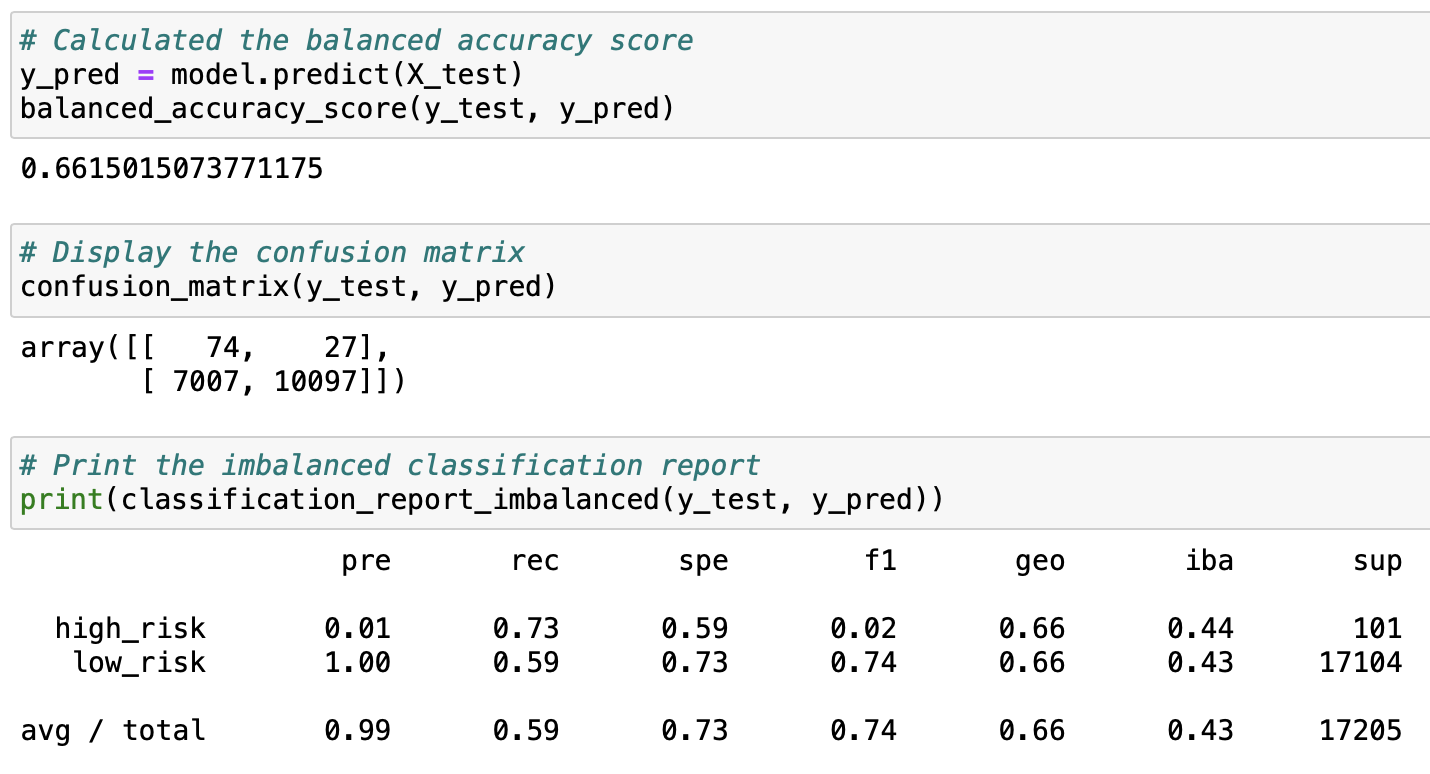 # Calculated the balanced accuracy score
y_pred = model.predict(X_test)
balanced_accuracy_score(y_test, y_pred)
0.6615015073771175
# Display the confusion matrix
confusion_matrix(y_test, y_pred)
array([[   74,    27],
       [ 7007, 10097]])
# Print the imbalanced classification report
print(classification_report_imbalanced(y_test, y_pred))
                   pre       rec       spe        f1       geo       iba       sup
  high_risk       0.01      0.73      0.59      0.02      0.66      0.44       101
   low_risk       1.00      0.59      0.73      0.74      0.66      0.43     17104
avg / total       0.99      0.59      0.73      0.74      0.66      0.43     17205